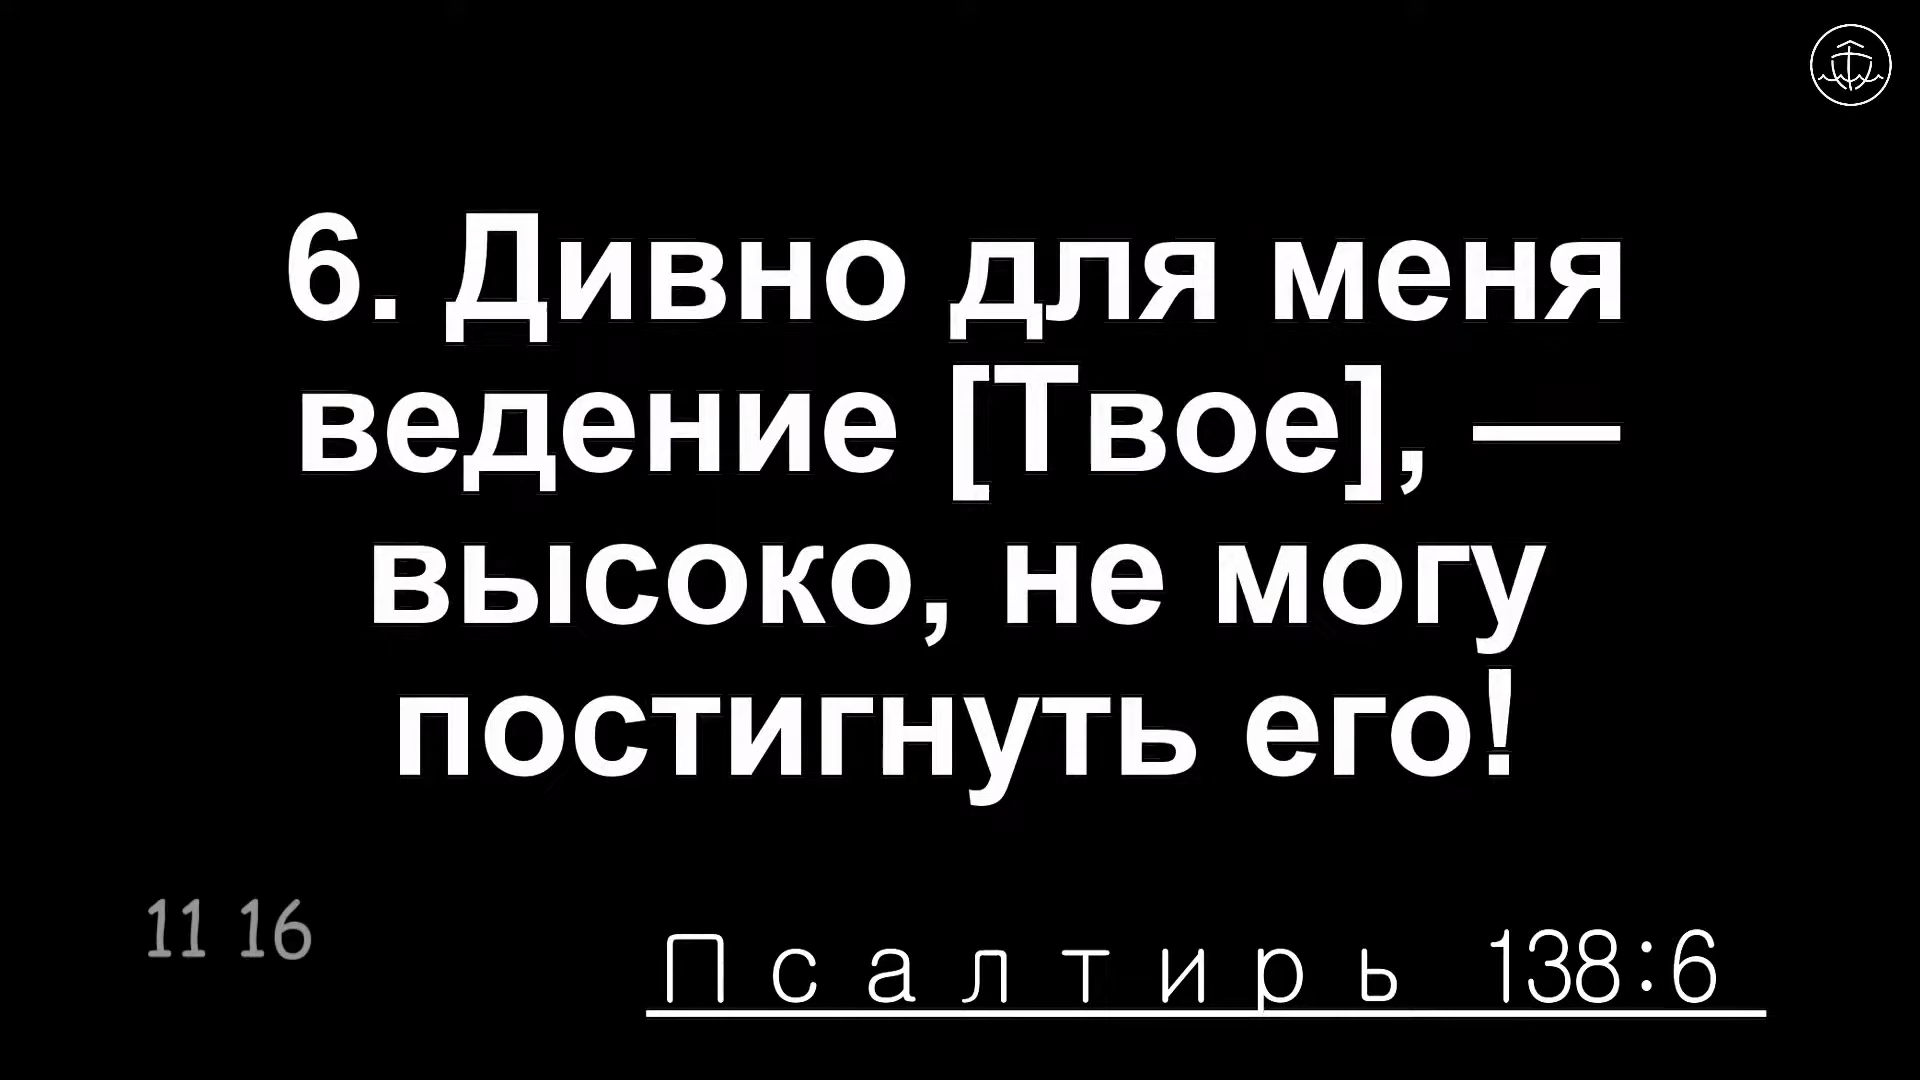 6. Дивно для меня
ведение [Твое], —
высоко, не могу
постигнуть его!
11 16
Псалтирь 138:6